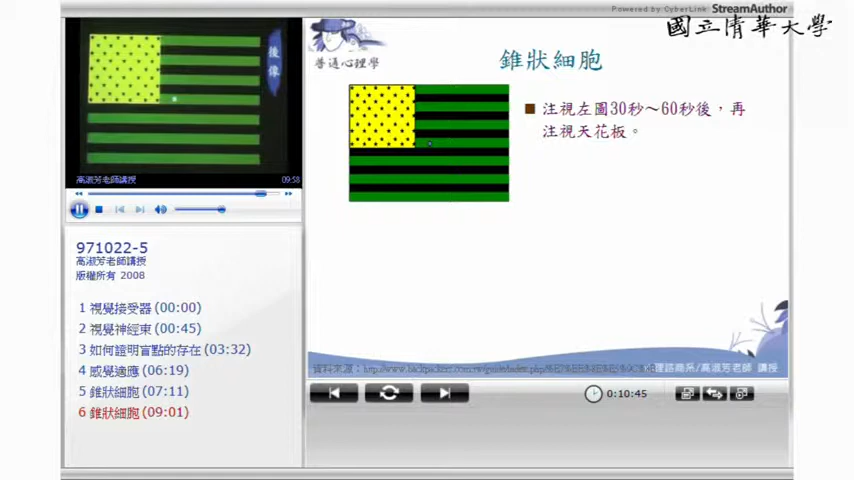 Powered by CyberLink StreamAuthor
國立清華大學
後像
高淑芳老師講授
09:58
普通心理學
錐狀細胞
■ 注視左圖30秒～60秒後，再
注視天花板。
971022-5
高淑芳老師講授
版權所有 2008
1 視覺接受器 (00:00)
2 視覺神經束 (00:45)
3 如何證明盲點的存在 (03:32)
4 感覺適應 (06:19)
5 錐狀細胞 (07:11)
6 錐狀細胞 (09:01)
資料來源：
心理諮商系/高淑芳老師 講授
0:10:45